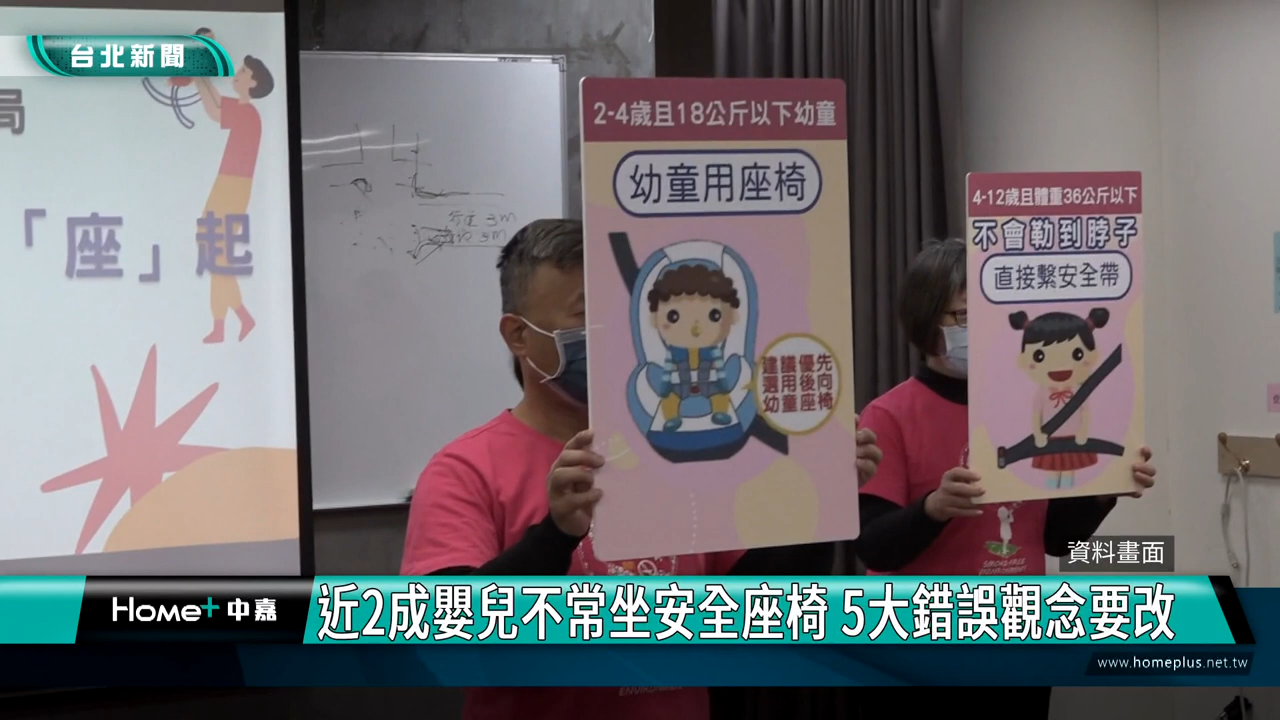 台北新聞
局
「座」起
2-4歲且18公斤以下幼童
幼童用座椅
建議優先
選用後向
幼童座椅
4-12歲且體重36公斤以下
不會勒到脖子
直接繫安全帶
資料畫面
Home+中嘉
近2成嬰兒不常坐安全座椅 5大錯誤觀念要改
www.homeplus.net.tw